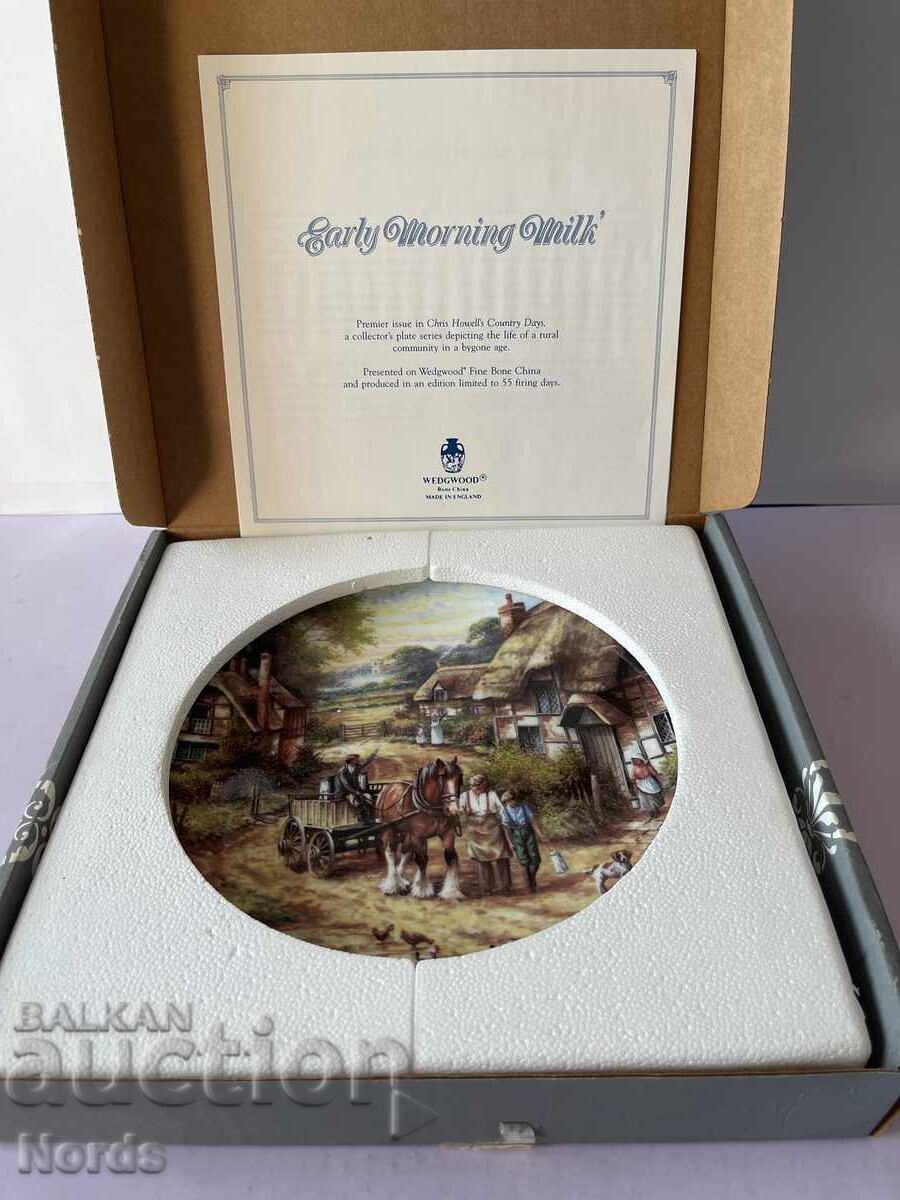 Early Morning Milk'
Premier issue in Chris Howell's Country Days,
a collector's plate series depicting the life of a rural
community in a bygone age.
Presented on Wedgwood® Fine Bone China
and produced in an edition limited to 55 firing days.
WEDGWOOD®
Bone China
MADE IN ENGLAND
BALKAN
auction
Nords